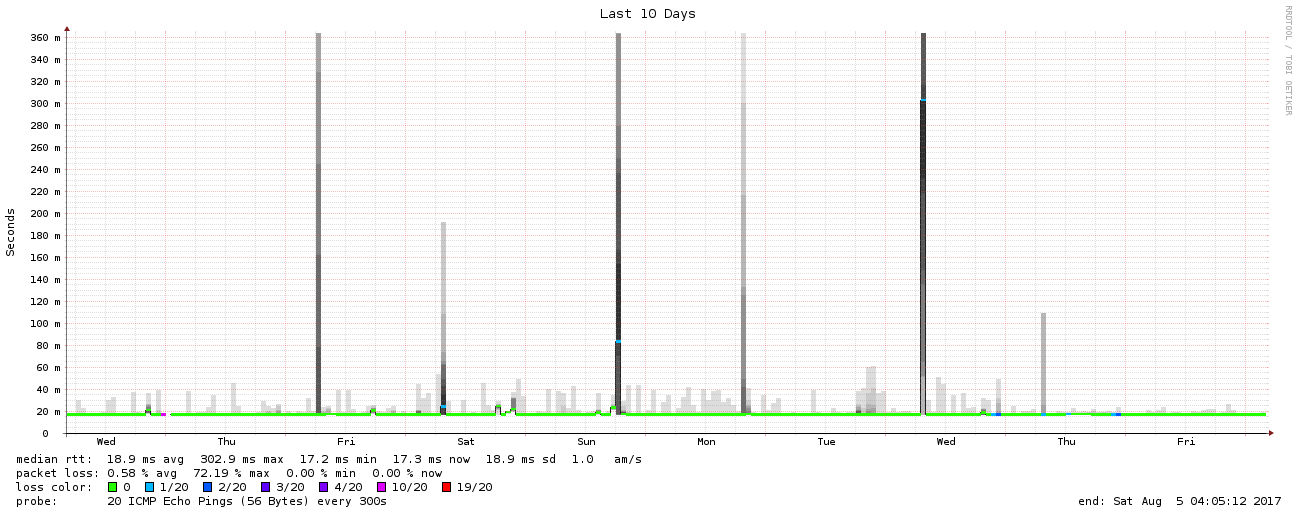 Last 10 Days
RRDTOOL / TOBI OETIKER
Seconds
360 m
340 m
320 m
300 m
280 m
260 m
240 m
220 m
200 m
180 m
160 m
140 m
120 m
100 m
80 m
60 m
40 m
20 m
0
Wed Thu Fri Sat Sun Mon Tue Wed Thu Fri
median rtt: 18.9 ms avg 302.9 ms max 17.2 ms min 17.3 ms now 18.9 ms sd 1.0 am/s
packet loss: 0.58 % avg 72.19 % max 0.00 % min 0.00 % now
loss color: 0 1/20 2/20 3/20 4/20 10/20 19/20
probe: 20 ICMP Echo Pings (56 Bytes) every 300s end: Sat Aug 5 04:05:12 2017